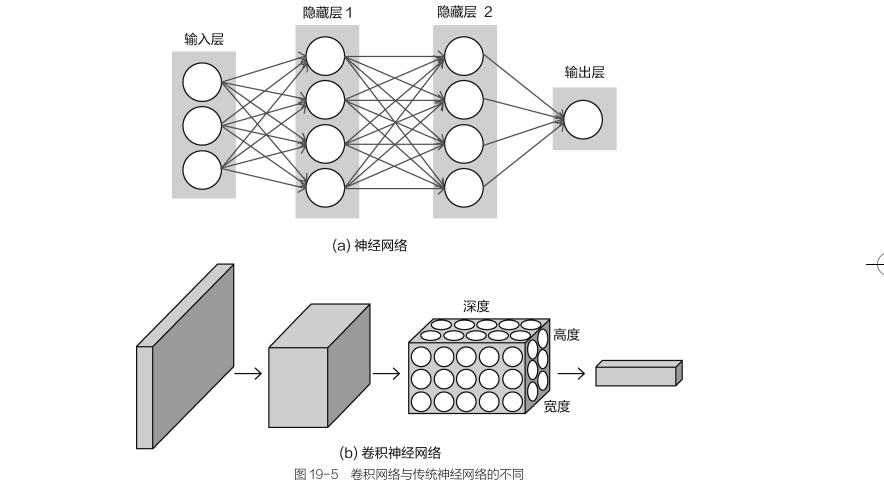 隐藏层 1
隐藏层 2
输入层
输出层
(a) 神经网络
深度
高度
宽度
(b) 卷积神经网络
图 19-5 卷积网络与传统神经网络的不同